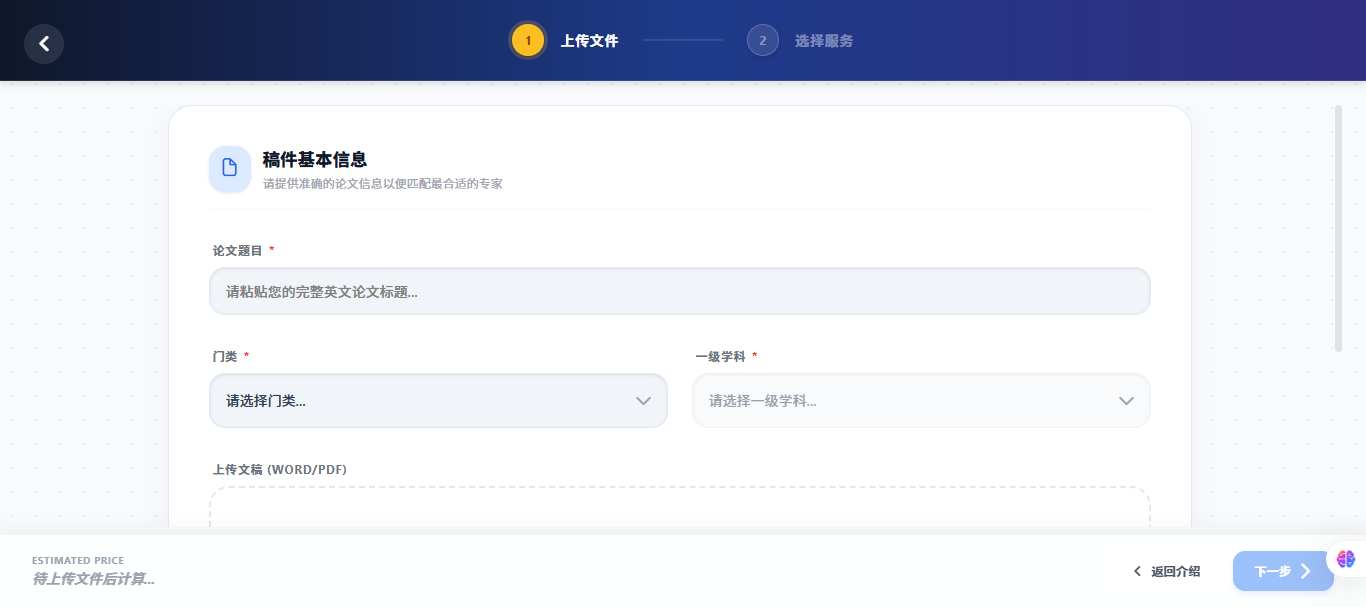 1 上传文件 2 选择服务
稿件基本信息
请提供准确的论文信息以便匹配最合适的专家
论文题目 *
请粘贴您的完整英文论文标题...
门类 * 一级学科 *
请选择门类... 请选择一级学科...
上传文稿 (WORD/PDF)
ESTIMATED PRICE
待上传文件后计算...
返回介绍 下一步